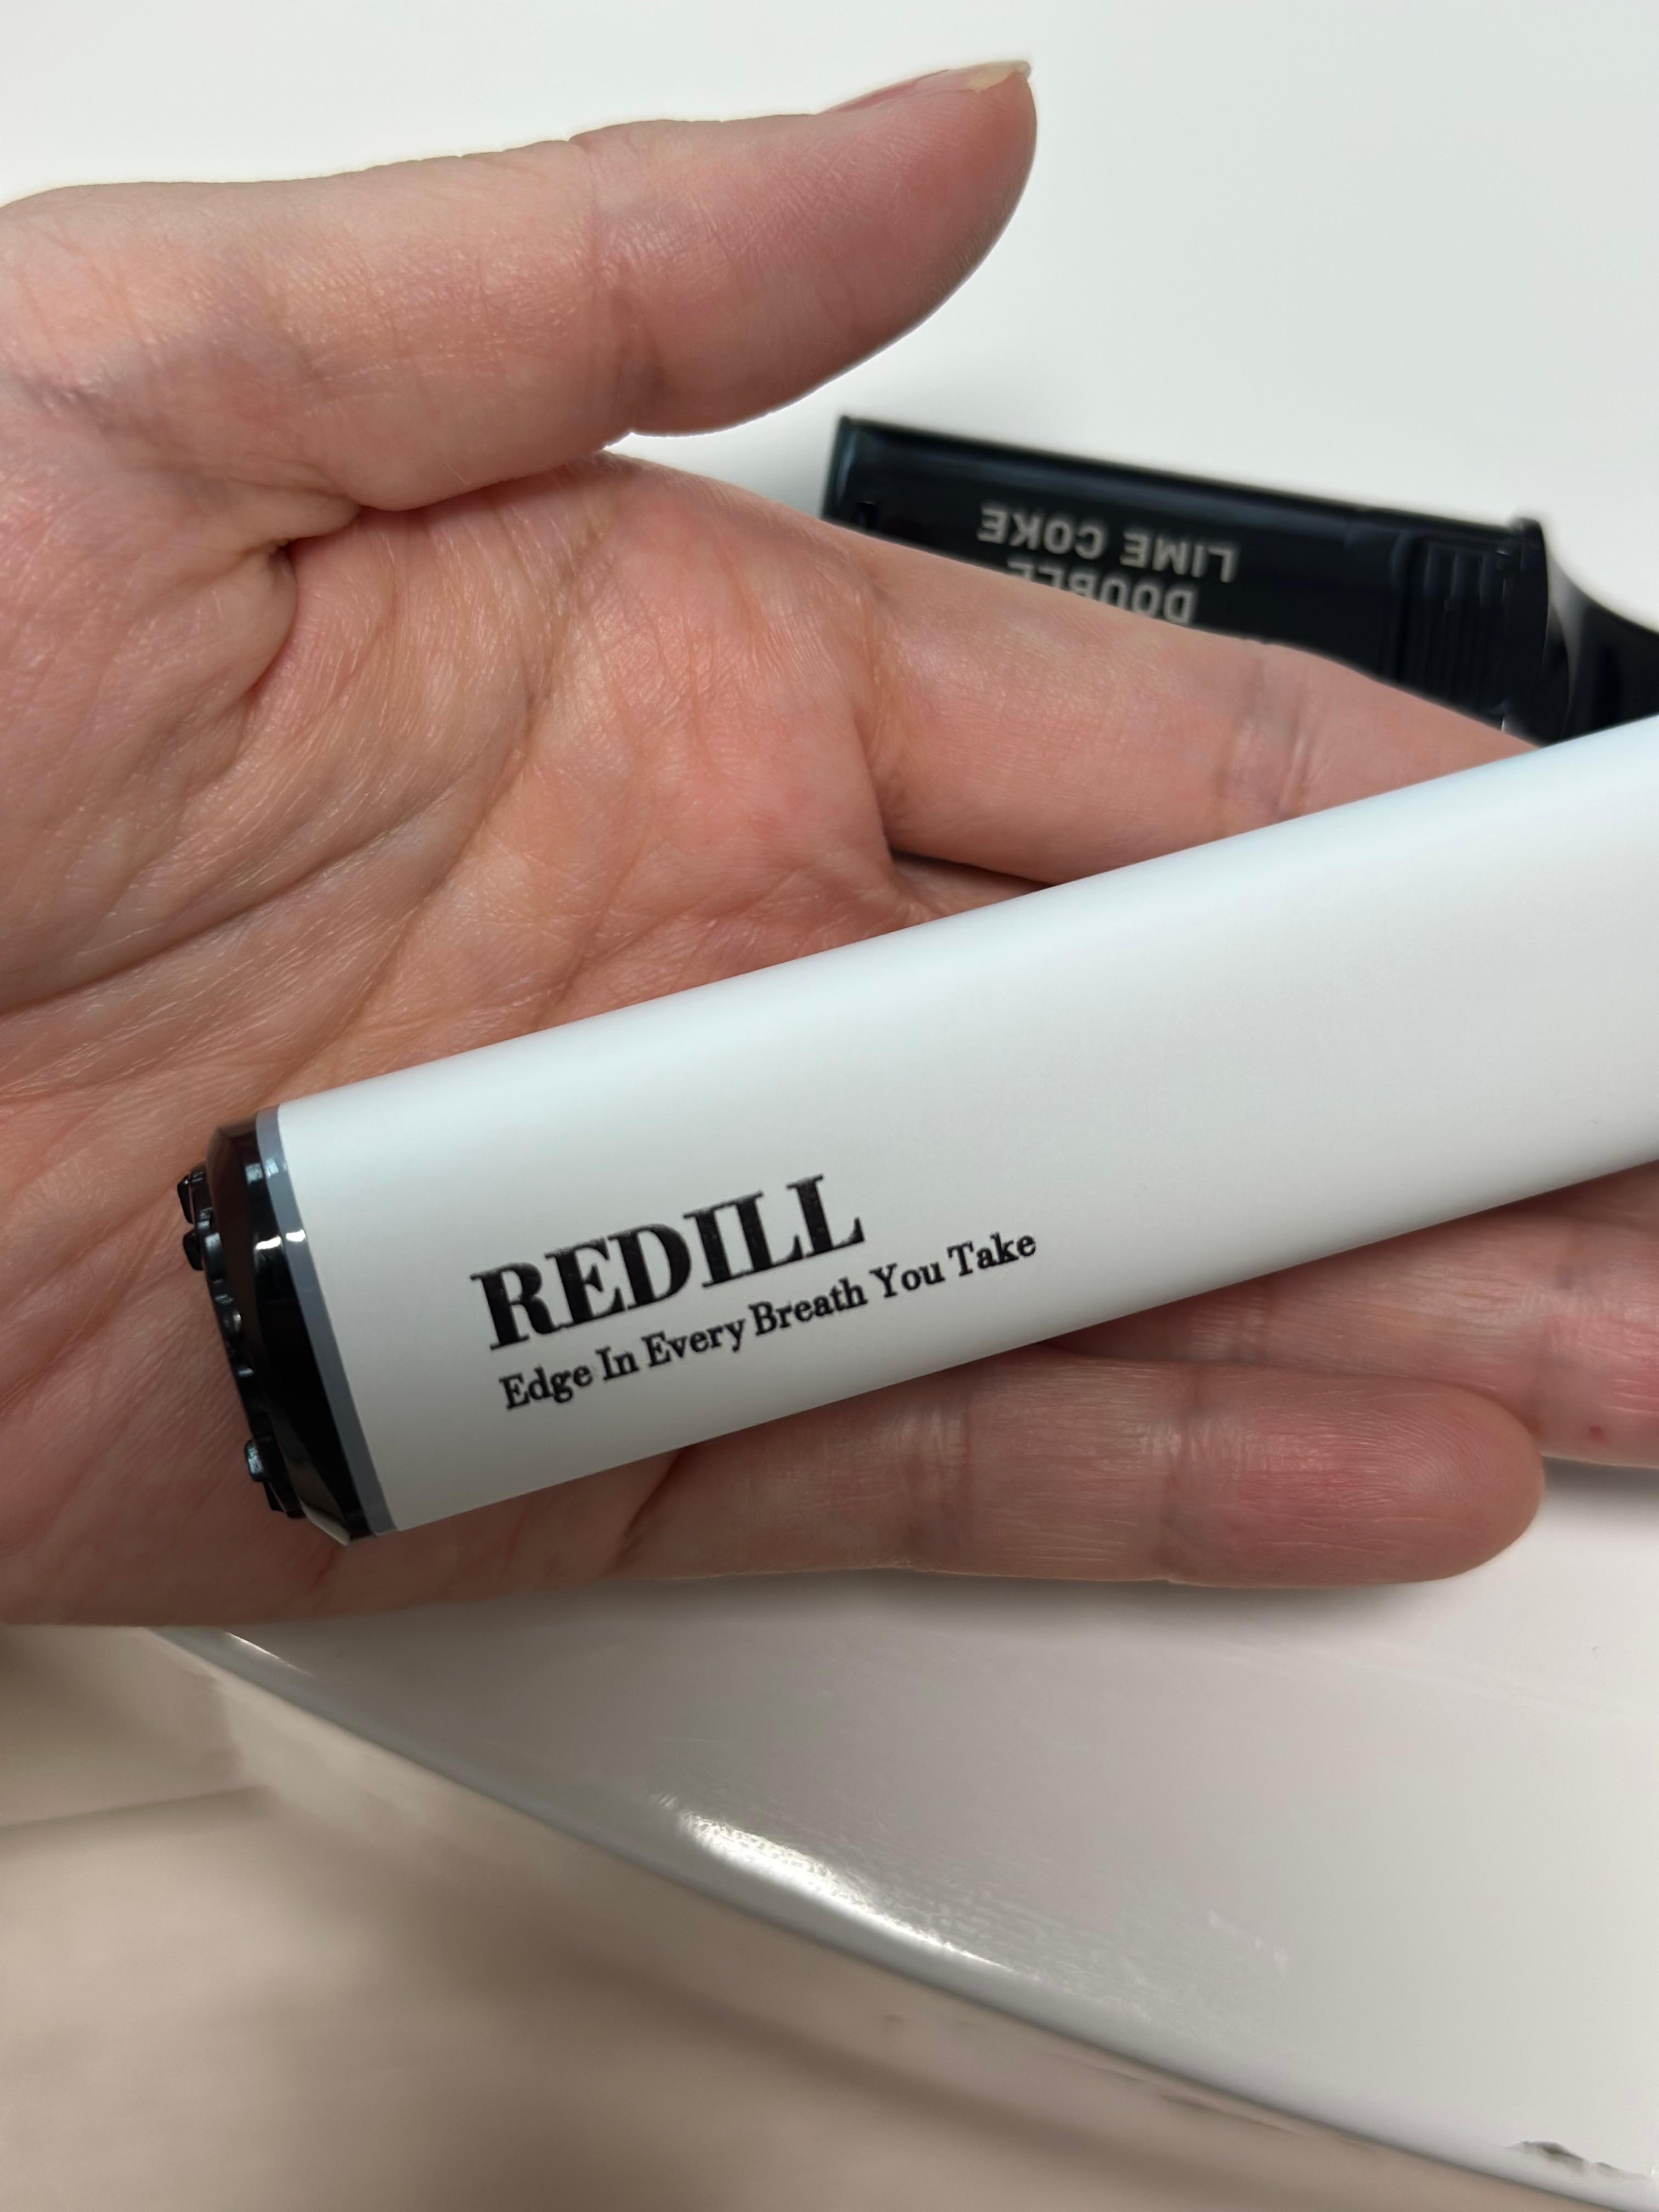 DOUBLE
LIME COKE
REDILL
Edge In Every Breath You Take